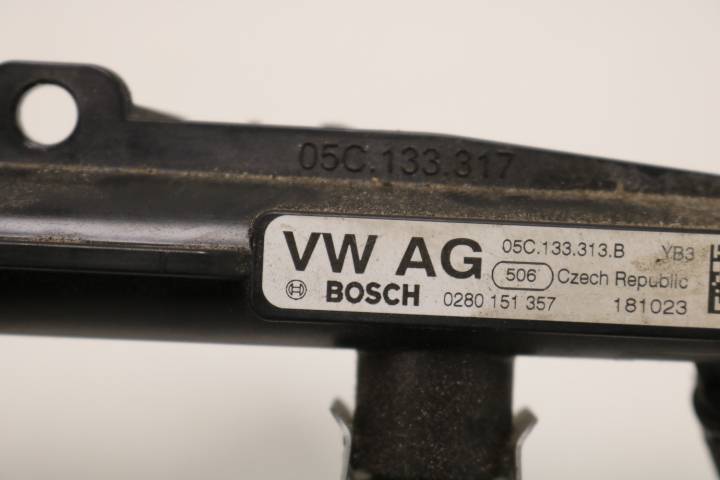 05C.133.317
VW AG 05C.133.313.B YB3
506 Czech Republic
BOSCH 0280 151 357 181023